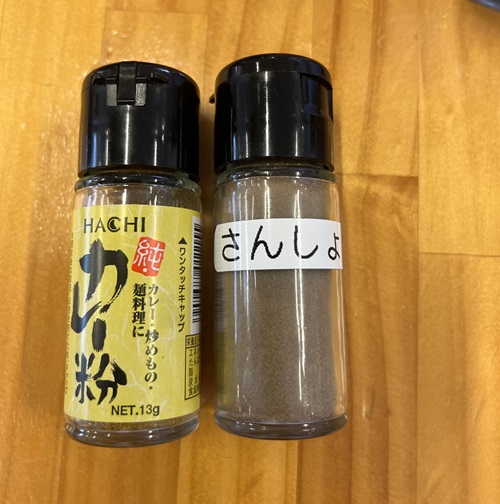 HACHI
純
カレー粉
カレー・炒めもの・
麺料理に
▲ワンタッチキャップ
NET.13g
さんしょ